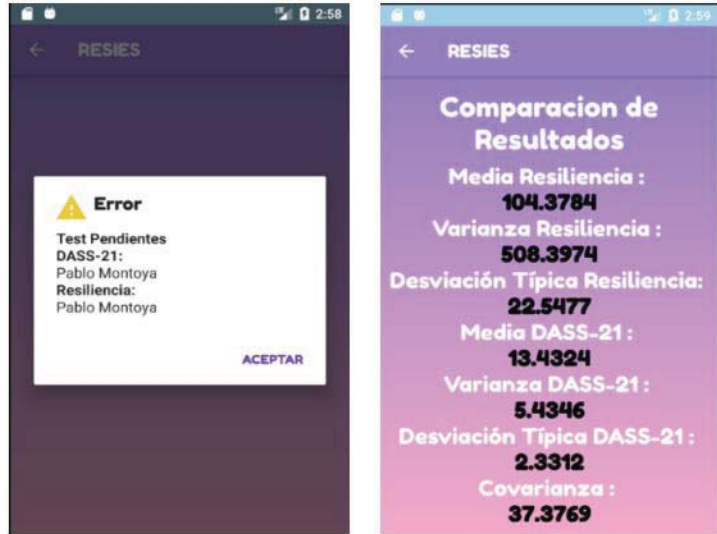 2:58
RESIES
Error
Test Pendientes
DASS-21:
Pablo Montoya
Resiliencia:
Pablo Montoya
ACEPTAR
2:59
RESIES
Comparacion de
Resultados
Media Resiliencia :
104.3784
Varianza Resiliencia :
508.3974
Desviación Típica Resiliencia:
22.5477
Media DASS-21 :
13.4324
Varianza DASS-21 :
5.4346
Desviación Típica DASS-21 :
2.3312
Covarianza :
37.3769